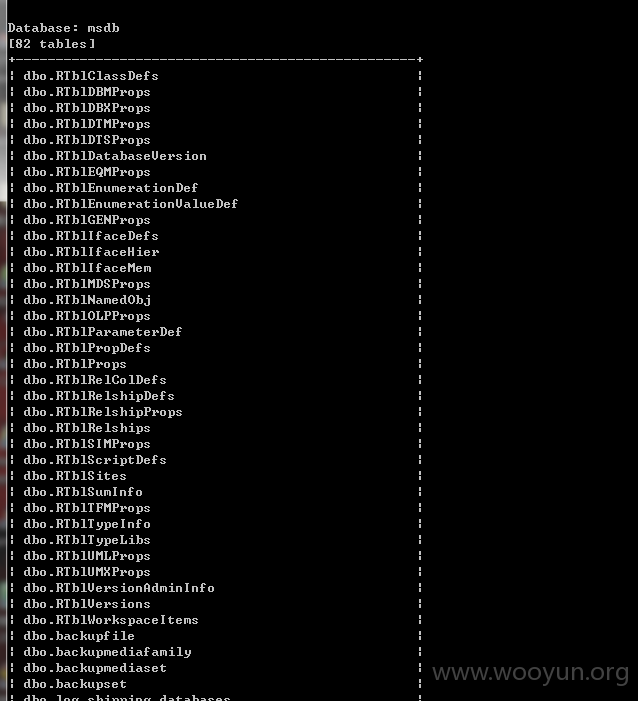 Database: msdb
[82 tables]
+--------------------------------------------------+
| dbo.RTblClassDefs |
| dbo.RTblDBMProps |
| dbo.RTblDBXProps |
| dbo.RTblDTMProps |
| dbo.RTblDTSProps |
| dbo.RTblDatabaseVersion |
| dbo.RTblEQMProps |
| dbo.RTblEnumerationDef |
| dbo.RTblEnumerationValueDef |
| dbo.RTblGENProps |
| dbo.RTblIfaceDefs |
| dbo.RTblIfaceHier |
| dbo.RTblIfaceMem |
| dbo.RTblMDSProps |
| dbo.RTblNamedObj |
| dbo.RTblOLPProps |
| dbo.RTblParameterDef |
| dbo.RTblPropDefs |
| dbo.RTblProps |
| dbo.RTblRelColDefs |
| dbo.RTblRelshipDefs |
| dbo.RTblRelshipProps |
| dbo.RTblRelships |
| dbo.RTblSIMProps |
| dbo.RTblScriptDefs |
| dbo.RTblSites |
| dbo.RTblSumInfo |
| dbo.RTblTFMProps |
| dbo.RTblTypeInfo |
| dbo.RTblTypeLibs |
| dbo.RTblUMLProps |
| dbo.RTblUMXProps |
| dbo.RTblVersionAdminInfo |
| dbo.RTblVersions |
| dbo.RTblWorkspaceItems |
| dbo.backupfile |
| dbo.backupmediafamily |
| dbo.backupmediaset |
| dbo.backupset |
| dbo.log_shipping_databases |
www.wooyun.org